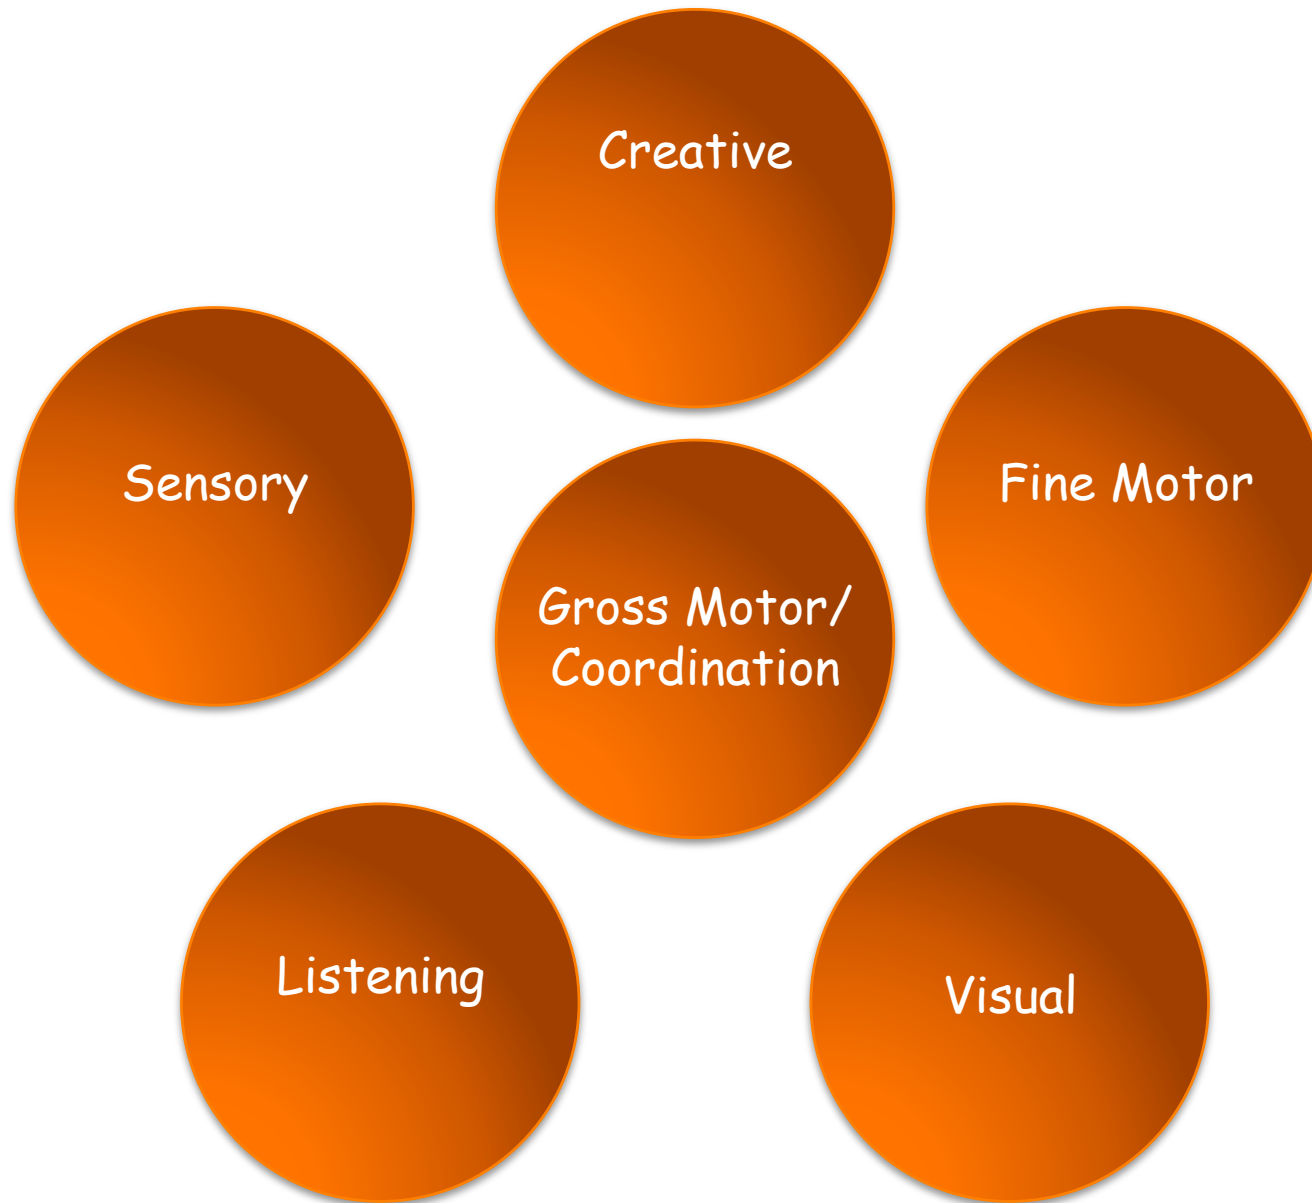 Creative
Sensory
Fine Motor
Gross Motor/
Coordination
Listening
Visual